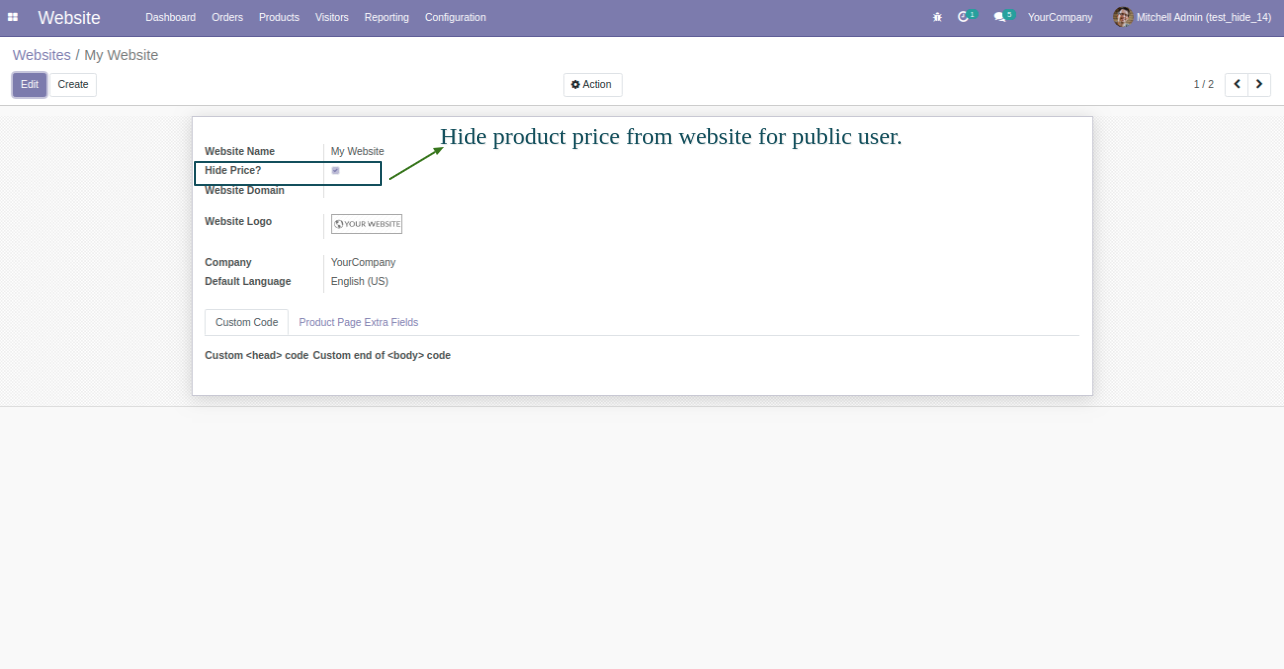 Website Dashboard Orders Products Visitors Reporting Configuration 1 5 YourCompany Mitchell Admin (test_hide_14)
Websites / My Website
Edit Create Action 1 / 2
Hide product price from website for public user.
Website Name My Website
Hide Price?
Website Domain
Website Logo YOUR WEBSITE
Company YourCompany
Default Language English (US)
Custom Code Product Page Extra Fields
Custom <head> code Custom end of <body> code